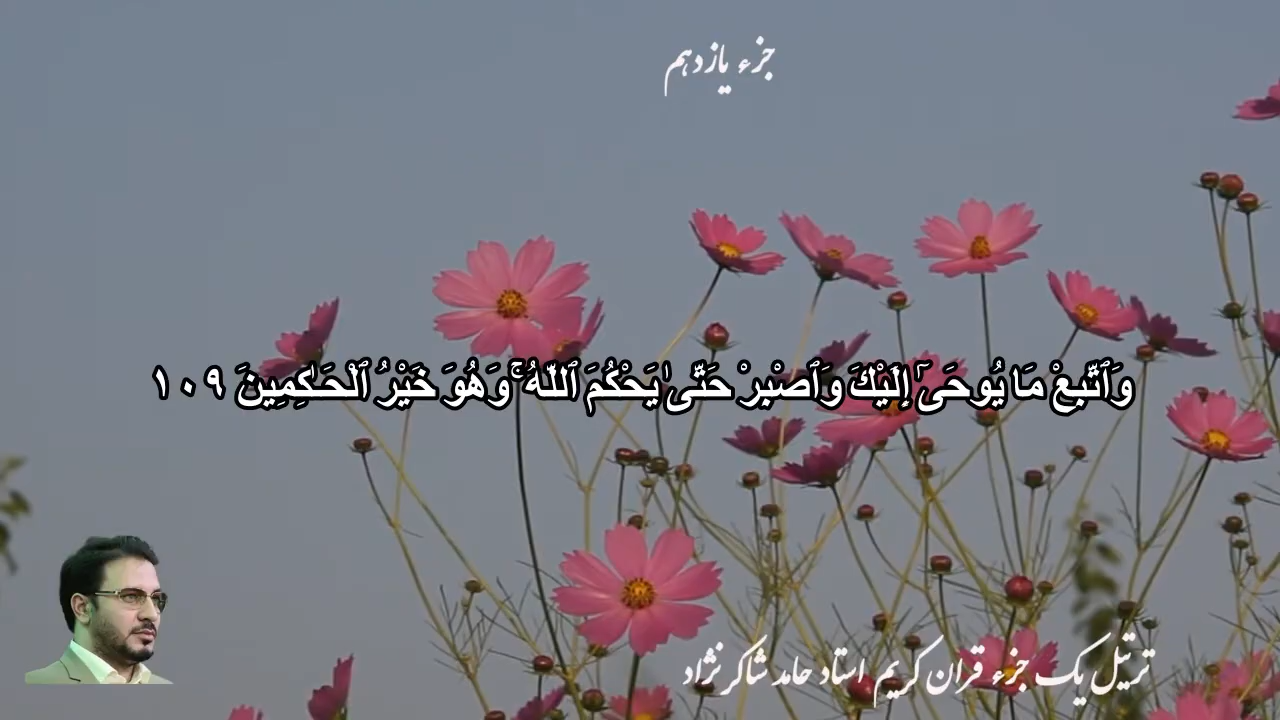 جزء یازدهم
وَٱتَّبِعْ مَا يُوحَىٰٓ إِلَيْكَ وَٱصْبِرْ حَتَّىٰ يَحْكُمَ ٱللَّهُ ۚ وَهُوَ خَيْرُ ٱلْحَـٰكِمِينَ ١٠٩
ترتیل یک جزء قران کریم استاد حامد شاکرنژاد